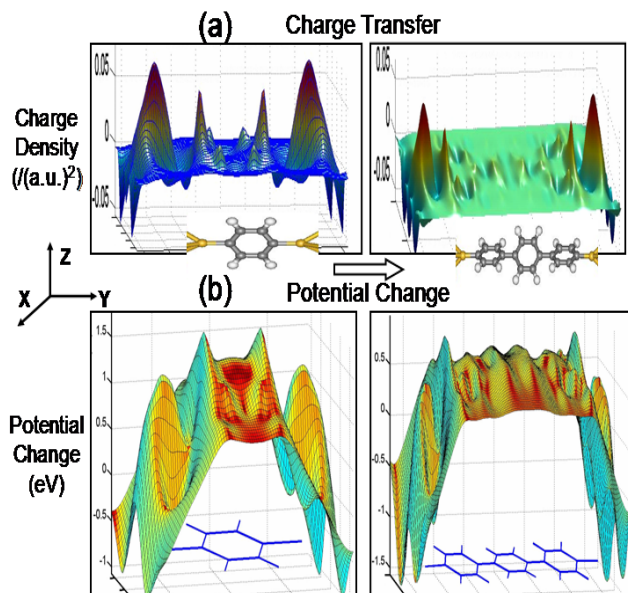 (a) Charge Transfer
0.05
0
-0.05
0.05
0
-0.05
Charge
Density
(/(a.u.)²)
Z
X
Y
(b) Potential Change
1.5
1
0.5
0
-0.5
-1
0.5
0
-0.5
-1.0
-1.5
Potential
Change
(eV)